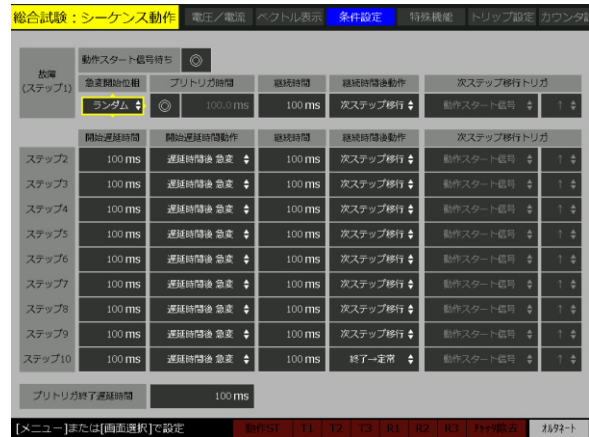 総合試験：シーケンス動作 電圧／電流 ベクトル表示 条件設定 特殊機能 トリップ設定 カウンタ
故障 (ステップ1) 動作スタート信号待ち ◎
急変開始位相 プリトリガ時間 継続時間 継続時間後動作 次ステップ移行トリガ
ランダム ◎ 100.0 ms 100 ms 次ステップ移行 動作スタート信号 ↑
開始遅延時間 開始遅延時間動作 継続時間 継続時間後動作 次ステップ移行トリガ
ステップ2 100 ms 遅延時間後 急変 100 ms 次ステップ移行 動作スタート信号 ↑
ステップ3 100 ms 遅延時間後 急変 100 ms 次ステップ移行 動作スタート信号 ↑
ステップ4 100 ms 遅延時間後 急変 100 ms 次ステップ移行 動作スタート信号 ↑
ステップ5 100 ms 遅延時間後 急変 100 ms 次ステップ移行 動作スタート信号 ↑
ステップ6 100 ms 遅延時間後 急変 100 ms 次ステップ移行 動作スタート信号 ↑
ステップ7 100 ms 遅延時間後 急変 100 ms 次ステップ移行 動作スタート信号 ↑
ステップ8 100 ms 遅延時間後 急変 100 ms 次ステップ移行 動作スタート信号 ↑
ステップ9 100 ms 遅延時間後 急変 100 ms 次ステップ移行 動作スタート信号 ↑
ステップ10 100 ms 遅延時間後 急変 100 ms 終了→定常 動作スタート信号 ↑
プリトリガ終了遅延時間 100 ms
[メニュー]または[画面選択]で設定 動作ST T1 T2 T3 R1 R2 R3 ﾁｬﾀﾘ除去 ｵﾙﾀﾈｰﾄ